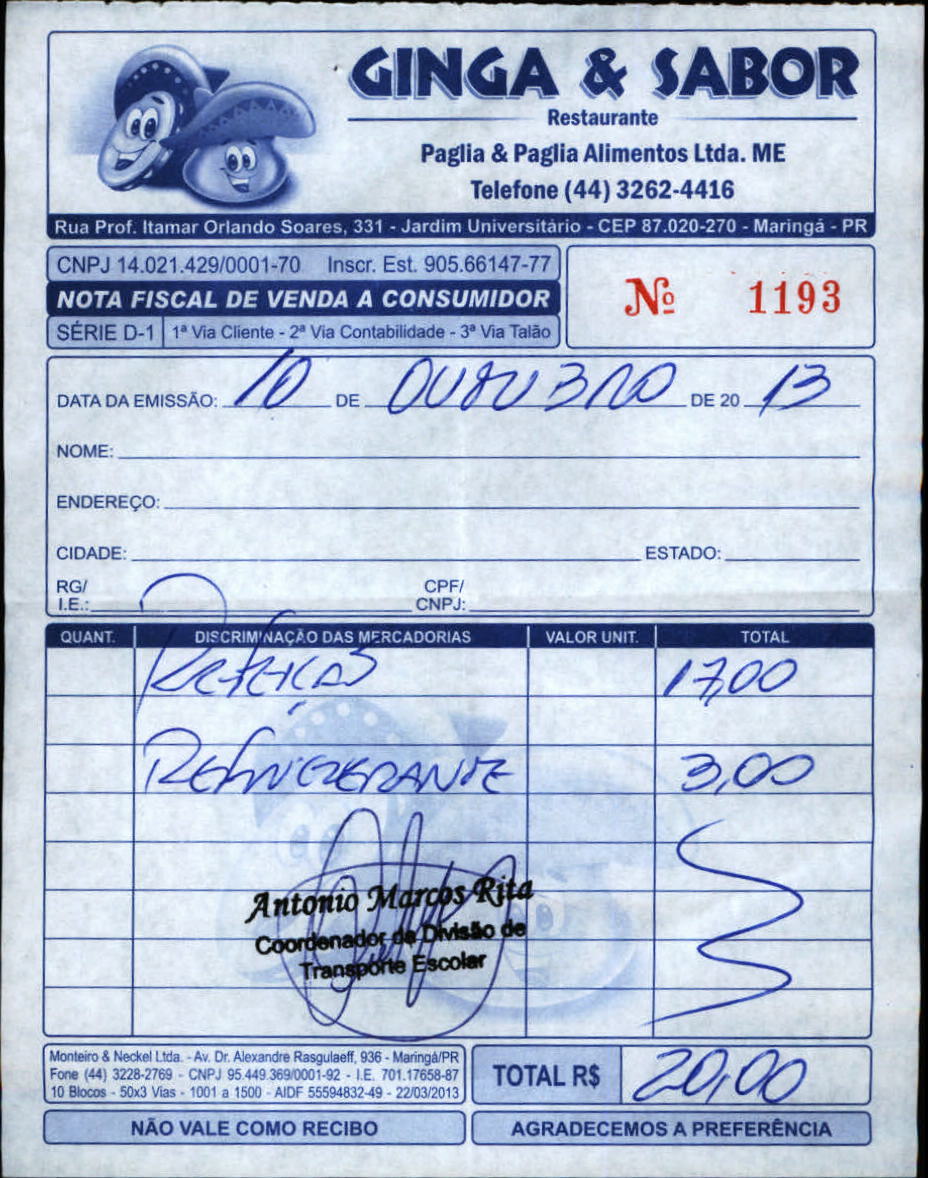 GINGA & SABOR
Restaurante
Paglia & Paglia Alimentos Ltda. ME
Telefone (44) 3262-4416
Rua Prof. Itamar Orlando Soares, 331 - Jardim Universitário - CEP 87.020-270 - Maringá - PR
CNPJ 14.021.429/0001-70 Inscr. Est. 905.66147-77
NOTA FISCAL DE VENDA A CONSUMIDOR
SÉRIE D-1 1ª Via Cliente - 2ª Via Contabilidade - 3ª Via Talão
Nº 1193
DATA DA EMISSÃO: 10 DE OUTUBRO DE 20 13
NOME:
ENDEREÇO:
CIDADE: ESTADO:
RG/ CPF/
I.E.: CNPJ:
QUANT. DISCRIMINAÇÃO DAS MERCADORIAS VALOR UNIT. TOTAL
17,00
REFRIGERANTE 3,00
Antonio Marcos Rita
Coordenador da Divisão de
Transporte Escolar
Monteiro & Neckel Ltda. - Av. Dr. Alexandre Rasgulaeff, 936 - Maringá/PR
Fone (44) 3228-2769 - CNPJ 95.449.369/0001-92 - I.E. 701.17658-87
10 Blocos - 50x3 Vias - 1001 a 1500 - AIDF 55594832-49 - 22/03/2013
TOTAL R$ 20,00
NÃO VALE COMO RECIBO
AGRADECEMOS A PREFERÊNCIA